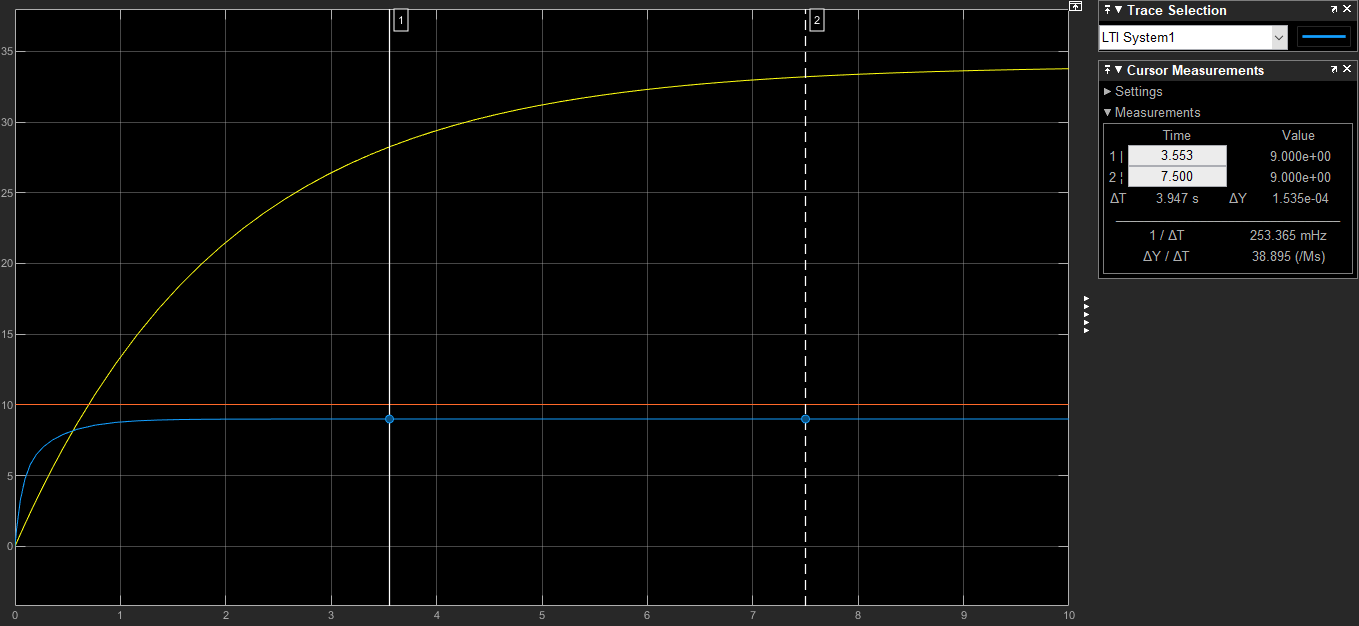 1
2
35
30
25
20
15
10
5
0
0 1 2 3 4 5 6 7 8 9 10
Trace Selection
LTI System1
Cursor Measurements
Settings
Measurements
Time Value
1 3.553 9.000e+00
2 7.500 9.000e+00
ΔT 3.947 s ΔY 1.535e-04
1 / ΔT 253.365 mHz
ΔY / ΔT 38.895 (/Ms)